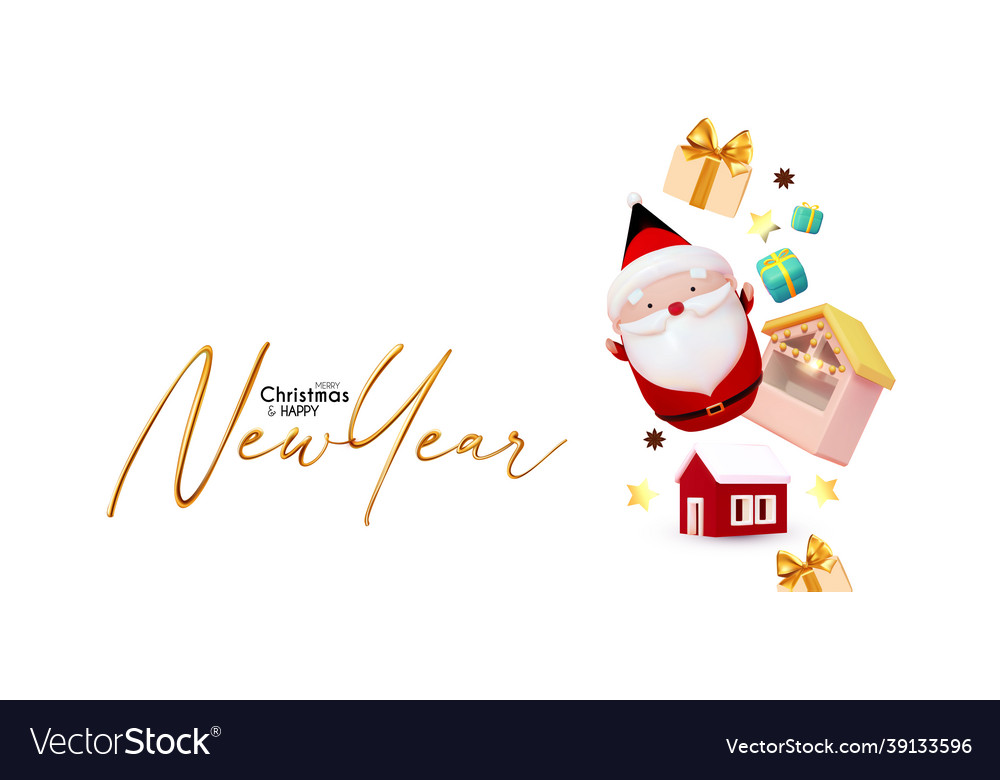 MERRY
Christmas
& HAPPY
New Year
VectorStock®
VectorStock.com/39133596